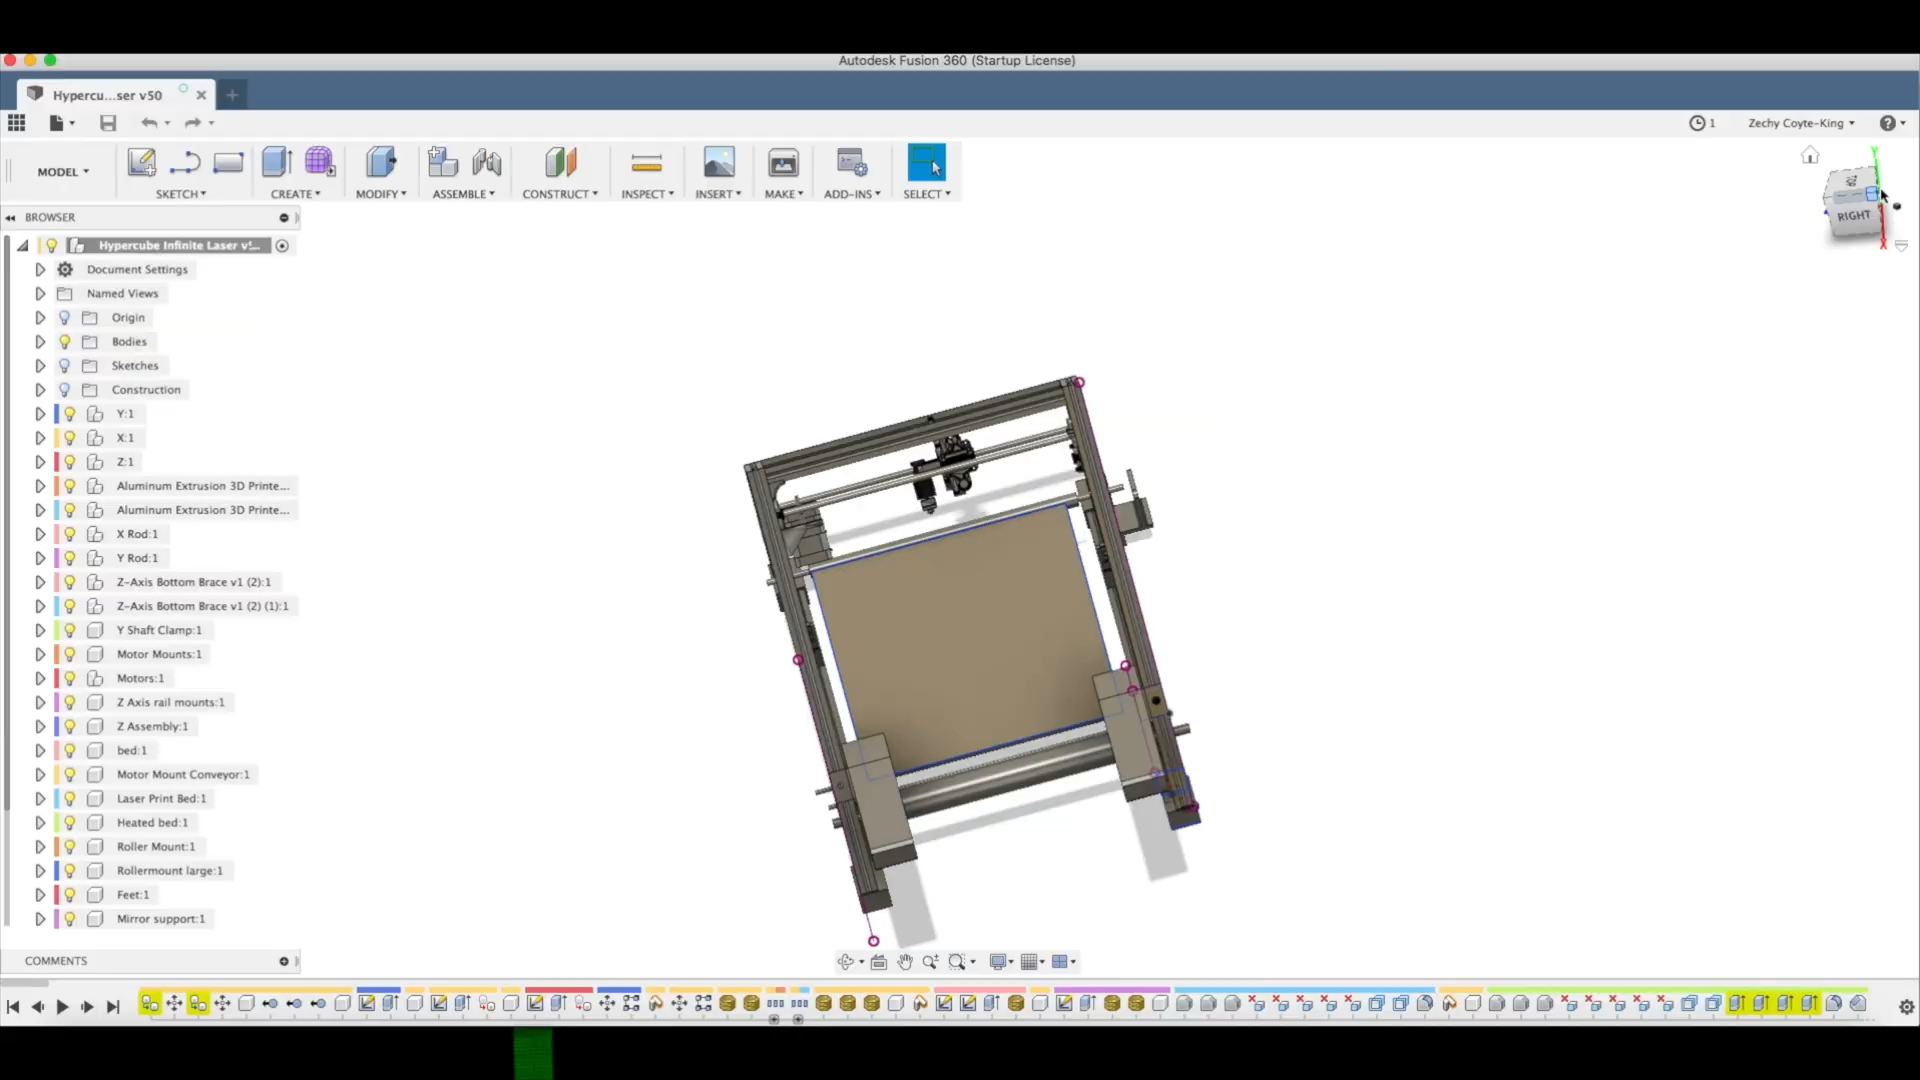 Autodesk Fusion 360 (Startup License)
Hypercu...ser v50
1
Zechy Coyte-King
MODEL
SKETCH
CREATE
MODIFY
ASSEMBLE
CONSTRUCT
INSPECT
INSERT
MAKE
ADD-INS
SELECT
TOP
RIGHT
Y
X
BROWSER
Hypercube Infinite Laser v!...
Document Settings
Named Views
Origin
Bodies
Sketches
Construction
Y:1
X:1
Z:1
Aluminum Extrusion 3D Printe...
Aluminum Extrusion 3D Printe...
X Rod:1
Y Rod:1
Z-Axis Bottom Brace v1 (2):1
Z-Axis Bottom Brace v1 (2) (1):1
Y Shaft Clamp:1
Motor Mounts:1
Motors:1
Z Axis rail mounts:1
Z Assembly:1
bed:1
Motor Mount Conveyor:1
Laser Print Bed:1
Heated bed:1
Roller Mount:1
Rollermount large:1
Feet:1
Mirror support:1
COMMENTS